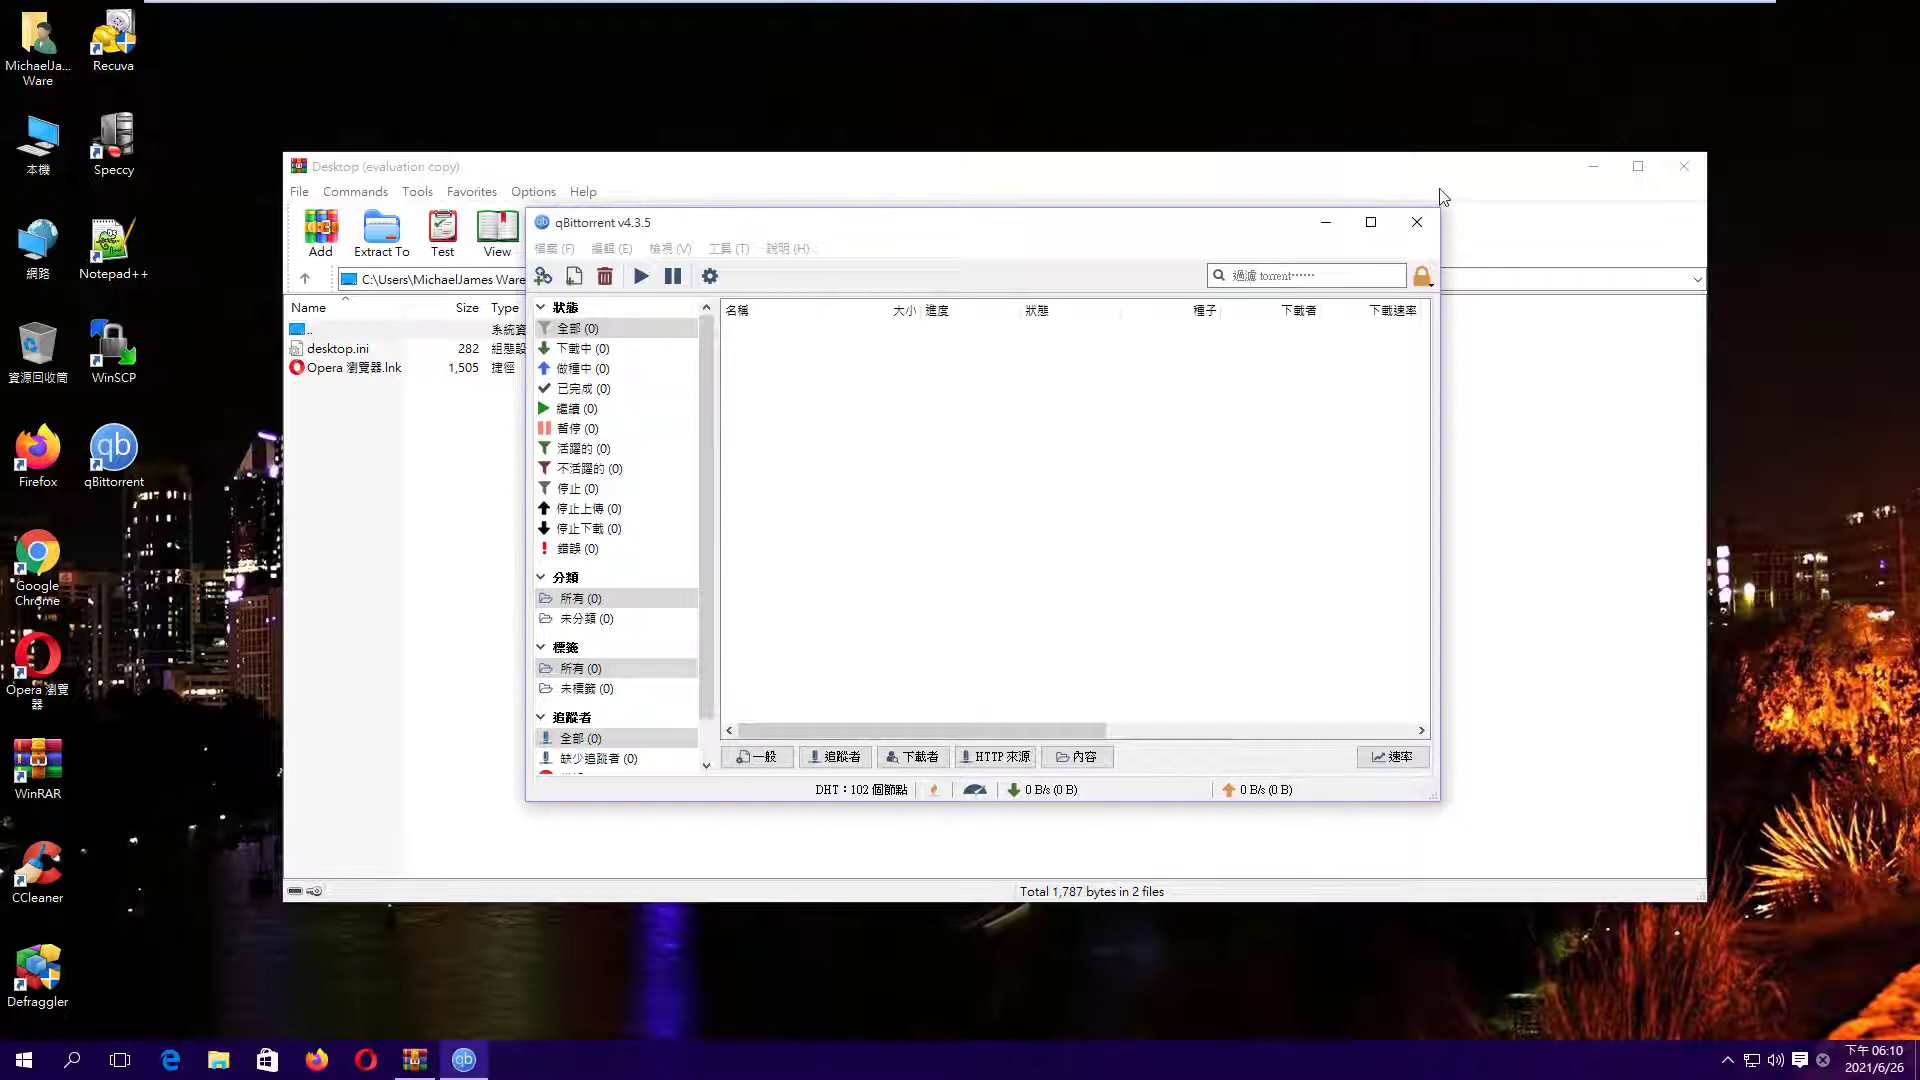 MichaelJa...
Ware
Recuva
本機
Speccy
網路
Notepad++
資源回收筒
WinSCP
Firefox
qBittorrent
Google
Chrome
Opera 瀏覽
器
WinRAR
CCleaner
Defraggler
Desktop (evaluation copy)
File Commands Tools Favorites Options Help
Add Extract To Test View
C:\Users\MichaelJames Ware
Name Size Type
.. 系統資
desktop.ini 282 組態設
Opera 瀏覽器.lnk 1,505 捷徑
Total 1,787 bytes in 2 files
qBittorrent v4.3.5
檔案 (F) 編輯 (E) 檢視 (V) 工具 (T) 說明 (H)
過濾 torrent……
狀態
全部 (0)
下載中 (0)
做種中 (0)
已完成 (0)
繼續 (0)
暫停 (0)
活躍的 (0)
不活躍的 (0)
停止 (0)
停止上傳 (0)
停止下載 (0)
錯誤 (0)
分類
所有 (0)
未分類 (0)
標籤
所有 (0)
未標籤 (0)
追蹤者
全部 (0)
缺少追蹤者 (0)
名稱 大小 進度 狀態 種子 下載者 下載速率
一般 追蹤者 下載者 HTTP 來源 內容 速率
DHT：102 個節點 0 B/s (0 B) 0 B/s (0 B)
下午 06:10
2021/6/26